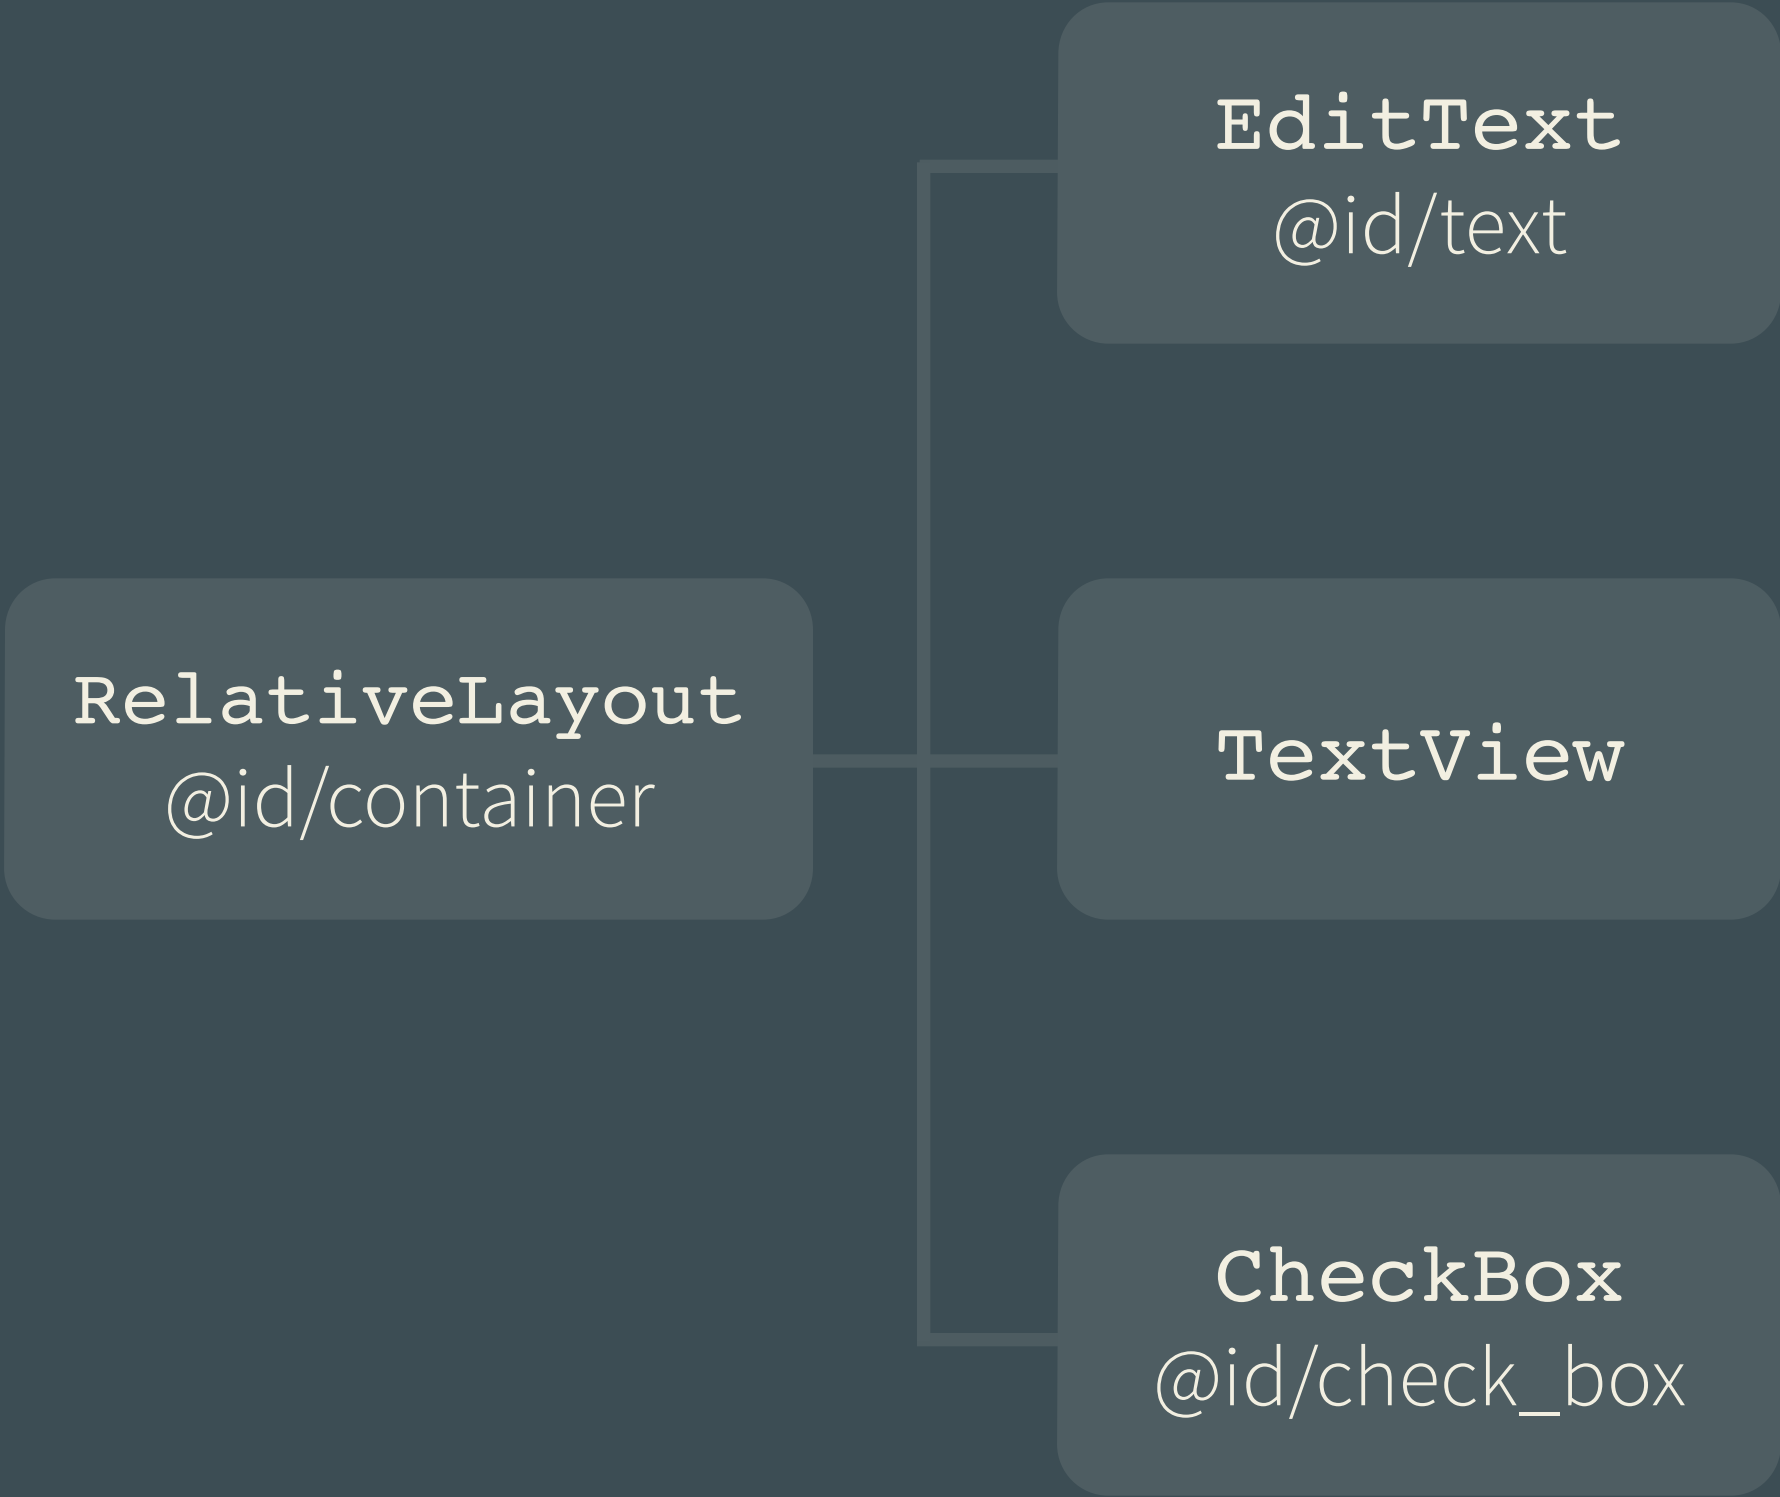 EditText
@id/text
RelativeLayout
@id/container
TextView
CheckBox
@id/check_box